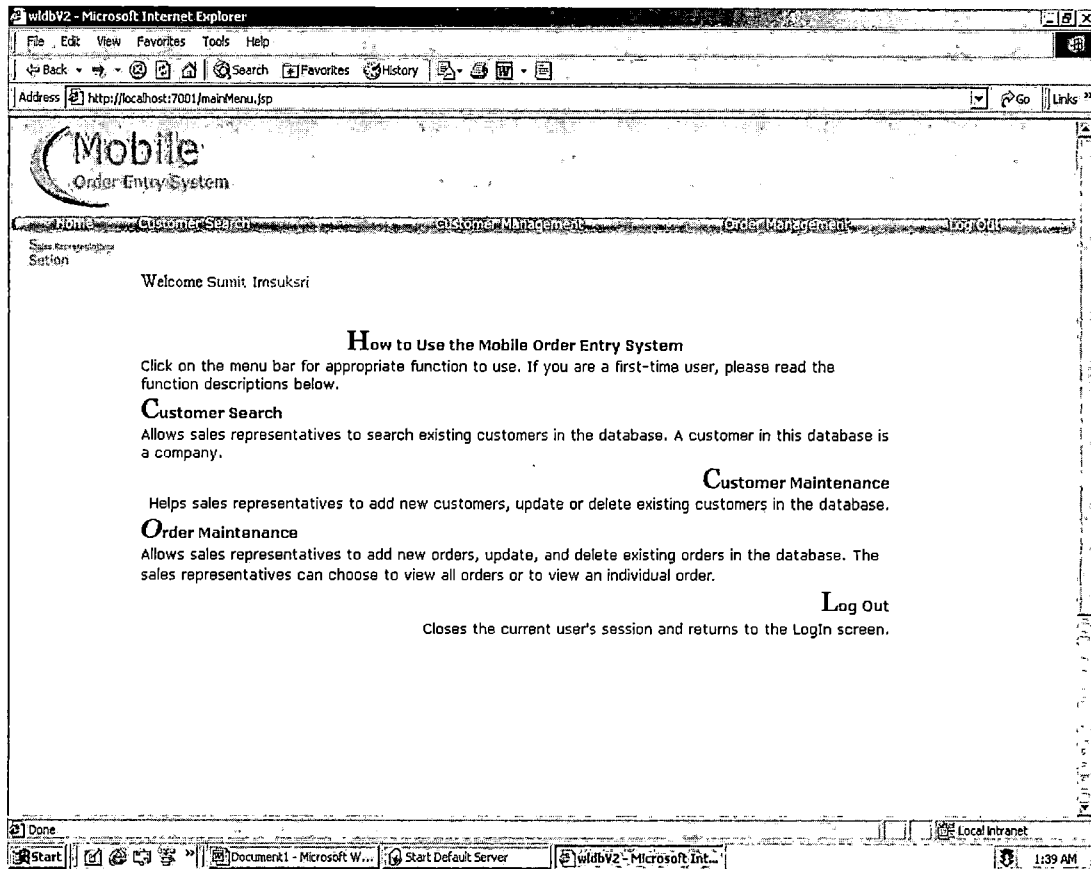 wldbV2 - Microsoft Internet Explorer
File Edit View Favorites Tools Help
Back Search Favorites History
Address http://localhost:7001/mainMenu.jsp Go Links »
Mobile
Order Entry System
Home Customer Search Customer Management Order Management Log Out
Sales Representatives
Setion
Welcome Sumit Imsuksri
How to Use the Mobile Order Entry System
Click on the menu bar for appropriate function to use. If you are a first-time user, please read the
function descriptions below.
Customer Search
Allows sales representatives to search existing customers in the database. A customer in this database is
a company.
Customer Maintenance
Helps sales representatives to add new customers, update or delete existing customers in the database.
Order Maintenance
Allows sales representatives to add new orders, update, and delete existing orders in the database. The
sales representatives can choose to view all orders or to view an individual order.
Log Out
Closes the current user's session and returns to the LogIn screen.
Done Local intranet
Start » Document1 - Microsoft W... Start Default Server wldbV2 - Microsoft Int... 1:39 AM